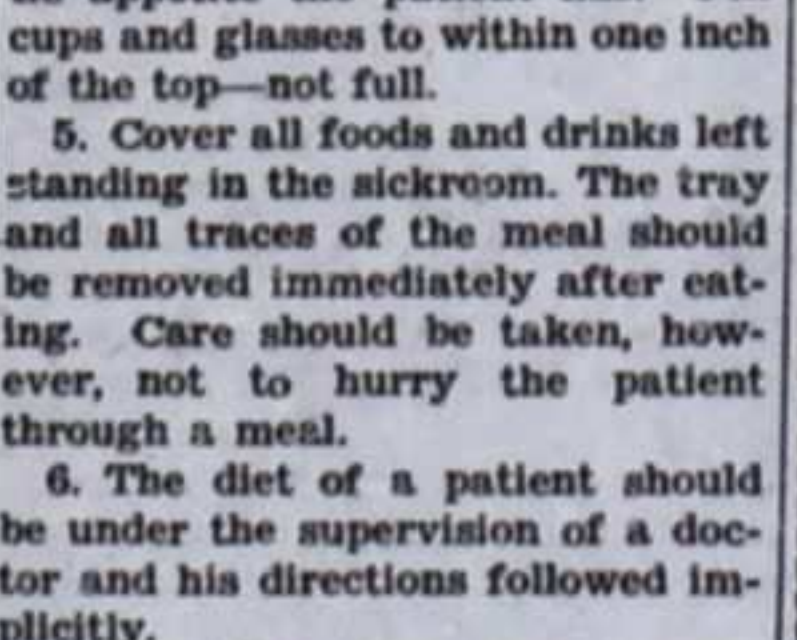 cups and glasses to within one inch
of the top—not full.
5. Cover all foods and drinks left
standing in the sickroom. The tray
and all traces of the meal should
be removed immediately after eat-
ing. Care should be taken, how-
ever, not to hurry the patient
through a meal.
6. The diet of a patient should
be under the supervision of a doc-
tor and his directions followed im-
plicitly.